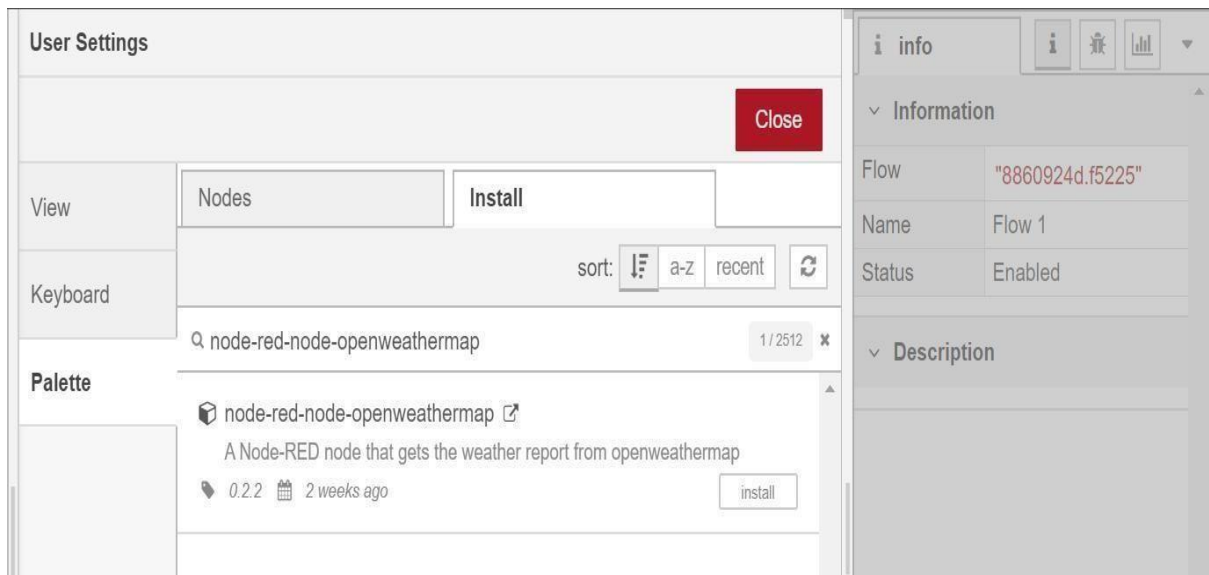 User Settings
Close
View
Keyboard
Palette
Nodes
Install
sort: a-z recent
node-red-node-openweathermap 1 / 2512 ×
node-red-node-openweathermap
A Node-RED node that gets the weather report from openweathermap
0.2.2 2 weeks ago
install
i info
Information
Flow "8860924d.f5225"
Name Flow 1
Status Enabled
Description